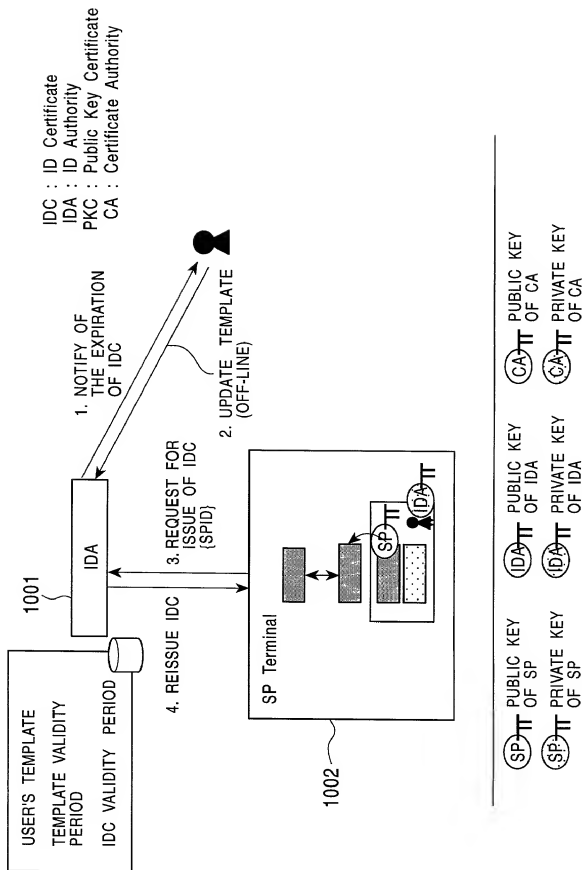 USER'S TEMPLATE
TEMPLATE VALIDITY
PERIOD
IDC VALIDITY PERIOD
1001
IDA
1. NOTIFY OF
THE EXPIRATION
OF IDC
2. UPDATE TEMPLATE
(OFF-LINE)
IDC : ID Certificate
IDA : ID Authority
PKC : Public Key Certificate
CA : Certificate Authority
3. REQUEST FOR
ISSUE OF IDC
{SPID}
4. REISSUE IDC
SP Terminal
SP
IDA
1002
SP PUBLIC KEY
OF SP
SP PRIVATE KEY
OF SP
IDA PUBLIC KEY
OF IDA
IDA PRIVATE KEY
OF IDA
CA PUBLIC KEY
OF CA
CA PRIVATE KEY
OF CA